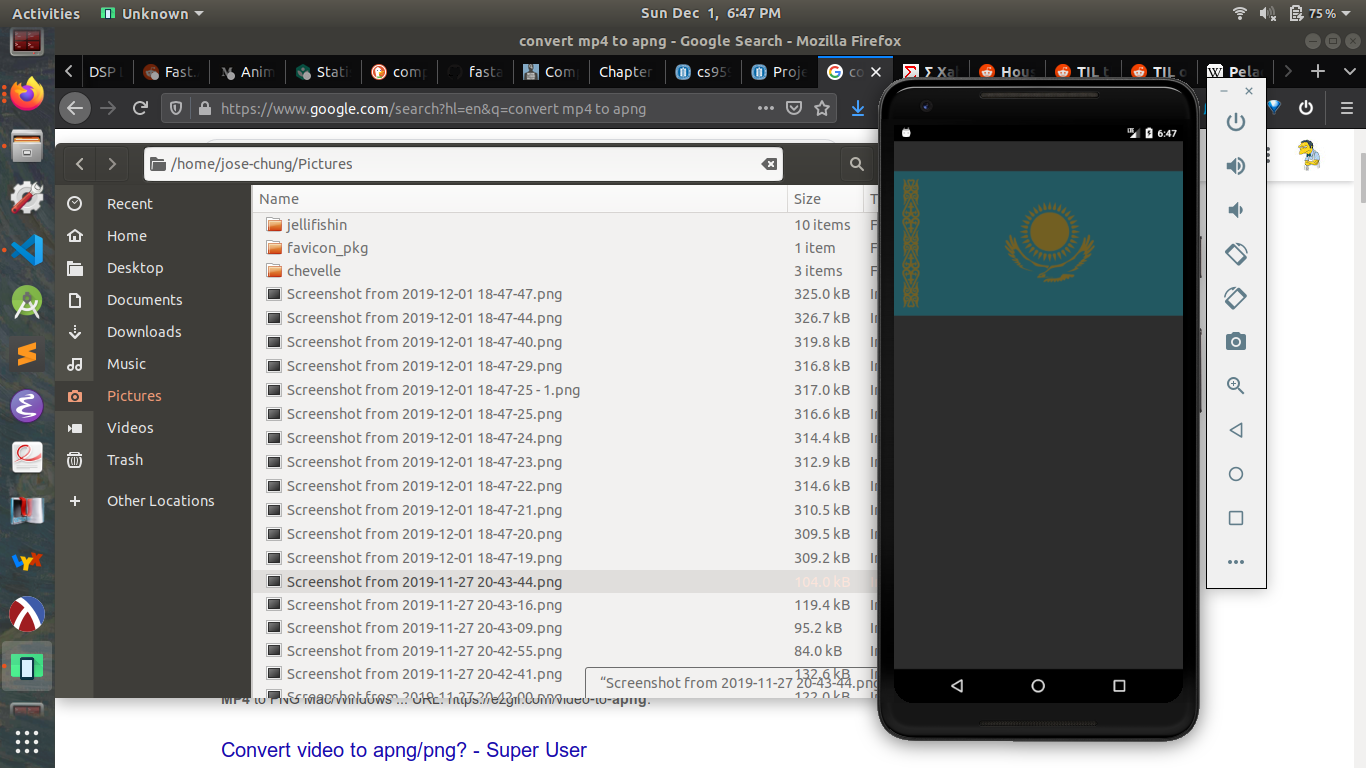 Activities Unknown Sun Dec 1, 6:47 PM 75%
convert mp4 to apng - Google Search - Mozilla Firefox
DSP Fast. Anim Stati comp fasta Comp Chapter cs959 Proje co Σ Xal Hous TIL t TIL o Pela
https://www.google.com/search?hl=en&q=convert mp4 to apng
6:47
/home/jose-chung/Pictures
Name Size
Recent
Home
Desktop
Documents
Downloads
Music
Pictures
Videos
Trash
Other Locations
jellifishin 10 items
favicon_pkg 1 item
chevelle 3 items
Screenshot from 2019-12-01 18-47-47.png 325.0 kB
Screenshot from 2019-12-01 18-47-44.png 326.7 kB
Screenshot from 2019-12-01 18-47-40.png 319.8 kB
Screenshot from 2019-12-01 18-47-29.png 316.8 kB
Screenshot from 2019-12-01 18-47-25 - 1.png 317.0 kB
Screenshot from 2019-12-01 18-47-25.png 316.6 kB
Screenshot from 2019-12-01 18-47-24.png 314.4 kB
Screenshot from 2019-12-01 18-47-23.png 312.9 kB
Screenshot from 2019-12-01 18-47-22.png 314.6 kB
Screenshot from 2019-12-01 18-47-21.png 310.5 kB
Screenshot from 2019-12-01 18-47-20.png 309.5 kB
Screenshot from 2019-12-01 18-47-19.png 309.2 kB
Screenshot from 2019-11-27 20-43-44.png 104.0 kB
Screenshot from 2019-11-27 20-43-16.png 119.4 kB
Screenshot from 2019-11-27 20-43-09.png 95.2 kB
Screenshot from 2019-11-27 20-42-55.png 84.0 kB
Screenshot from 2019-11-27 20-42-41.png 132.6 kB
Screenshot from 2019-11-27 20-42-00.png 122.0 kB
“Screenshot from 2019-11-27 20-43-44.png
MP4 to PNG Mac/Windows ... URL: https://ezgif.com/video-to-apng.
Convert video to apng/png? - Super User